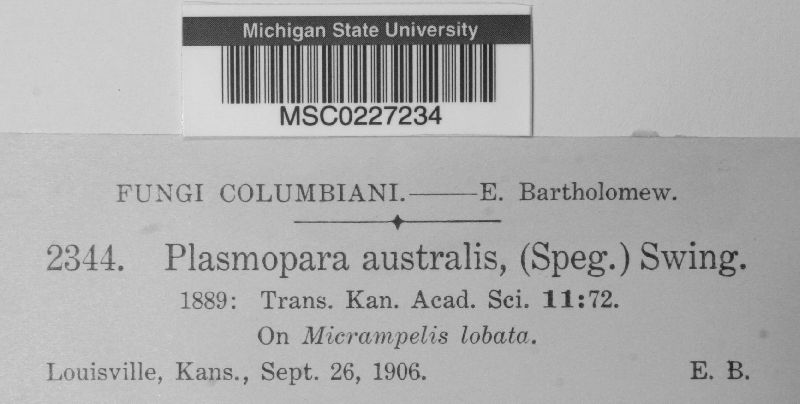 Michigan State University
MSC0227234
FUNGI COLUMBIANI.——E. Bartholomew.
2344. Plasmopara australis, (Speg.) Swing.
1889: Trans. Kan. Acad. Sci. 11:72.
On Micrampelis lobata.
Louisville, Kans., Sept. 26, 1906. E. B.